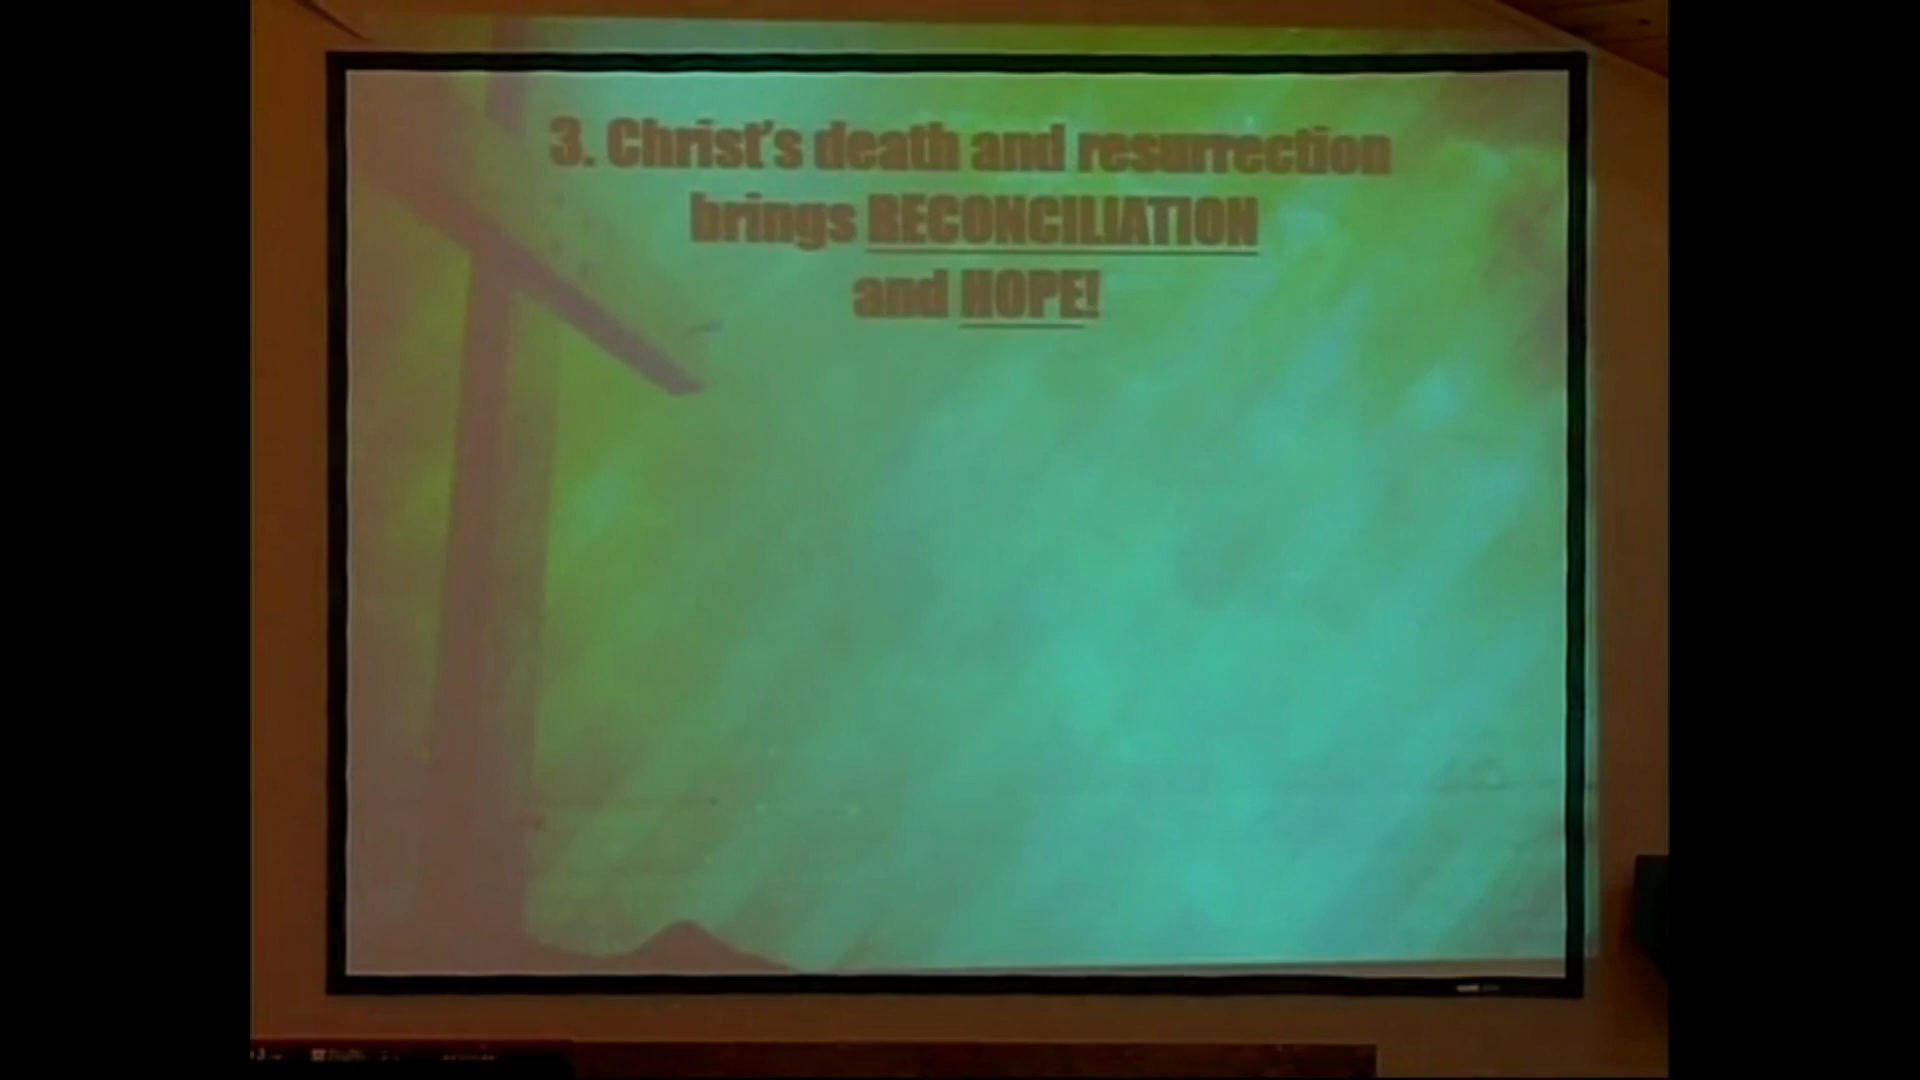 3. Christ's death and resurrection
brings RECONCILIATION
and HOPE!